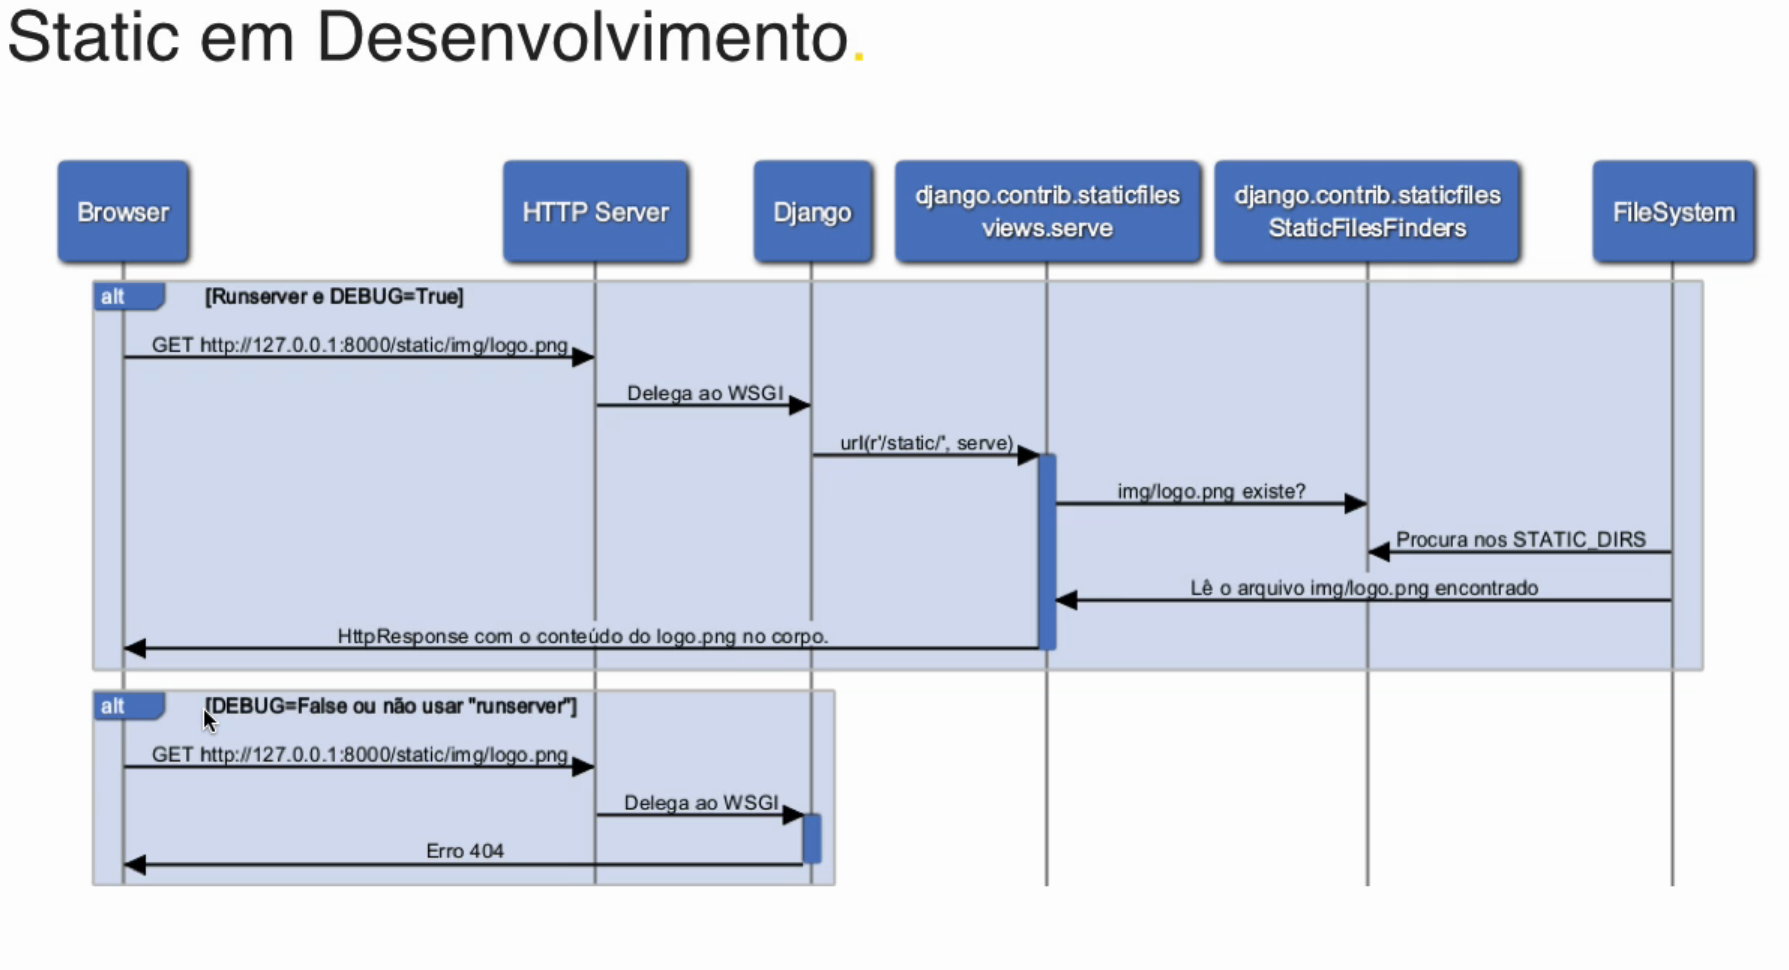 Static em Desenvolvimento.
Browser
HTTP Server
Django
django.contrib.staticfiles
views.serve
django.contrib.staticfiles
StaticFilesFinders
FileSystem
alt
[Runserver e DEBUG=True]
GET http://127.0.0.1:8000/static/img/logo.png
Delega ao WSGI
url(r'/static/', serve)
img/logo.png existe?
Procura nos STATIC_DIRS
Lê o arquivo img/logo.png encontrado
HttpResponse com o conteúdo do logo.png no corpo.
alt
[DEBUG=False ou não usar "runserver"]
GET http://127.0.0.1:8000/static/img/logo.png
Delega ao WSGI
Erro 404